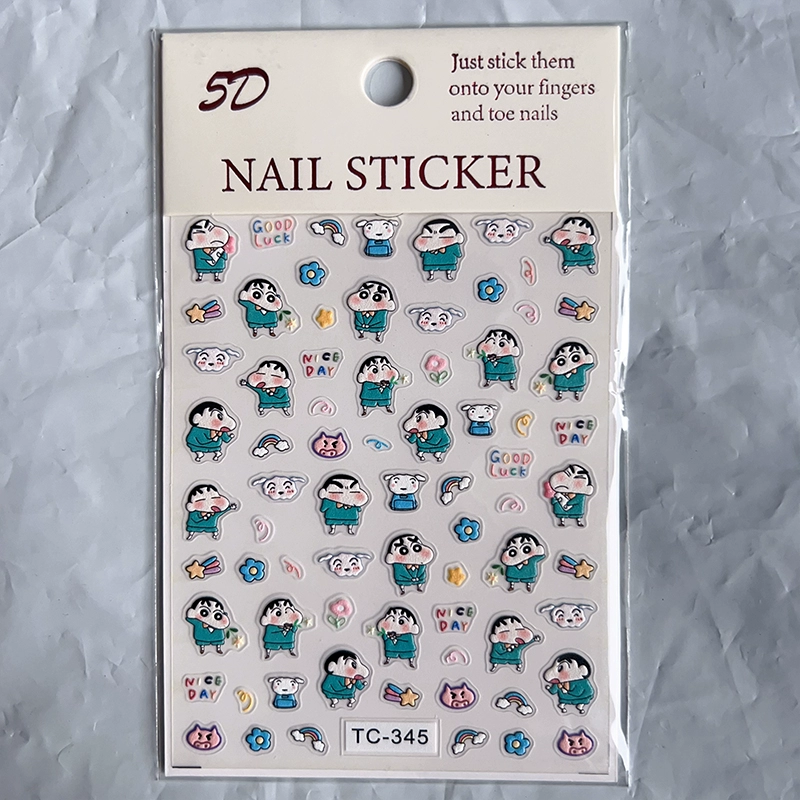 5D
Just stick them
onto your fingers
and toe nails
NAIL STICKER
GOOD
LUCK
NICE
DAY
NICE
DAY
GOOD
LUCK
NICE
DAY
NICE
DAY
TC-345